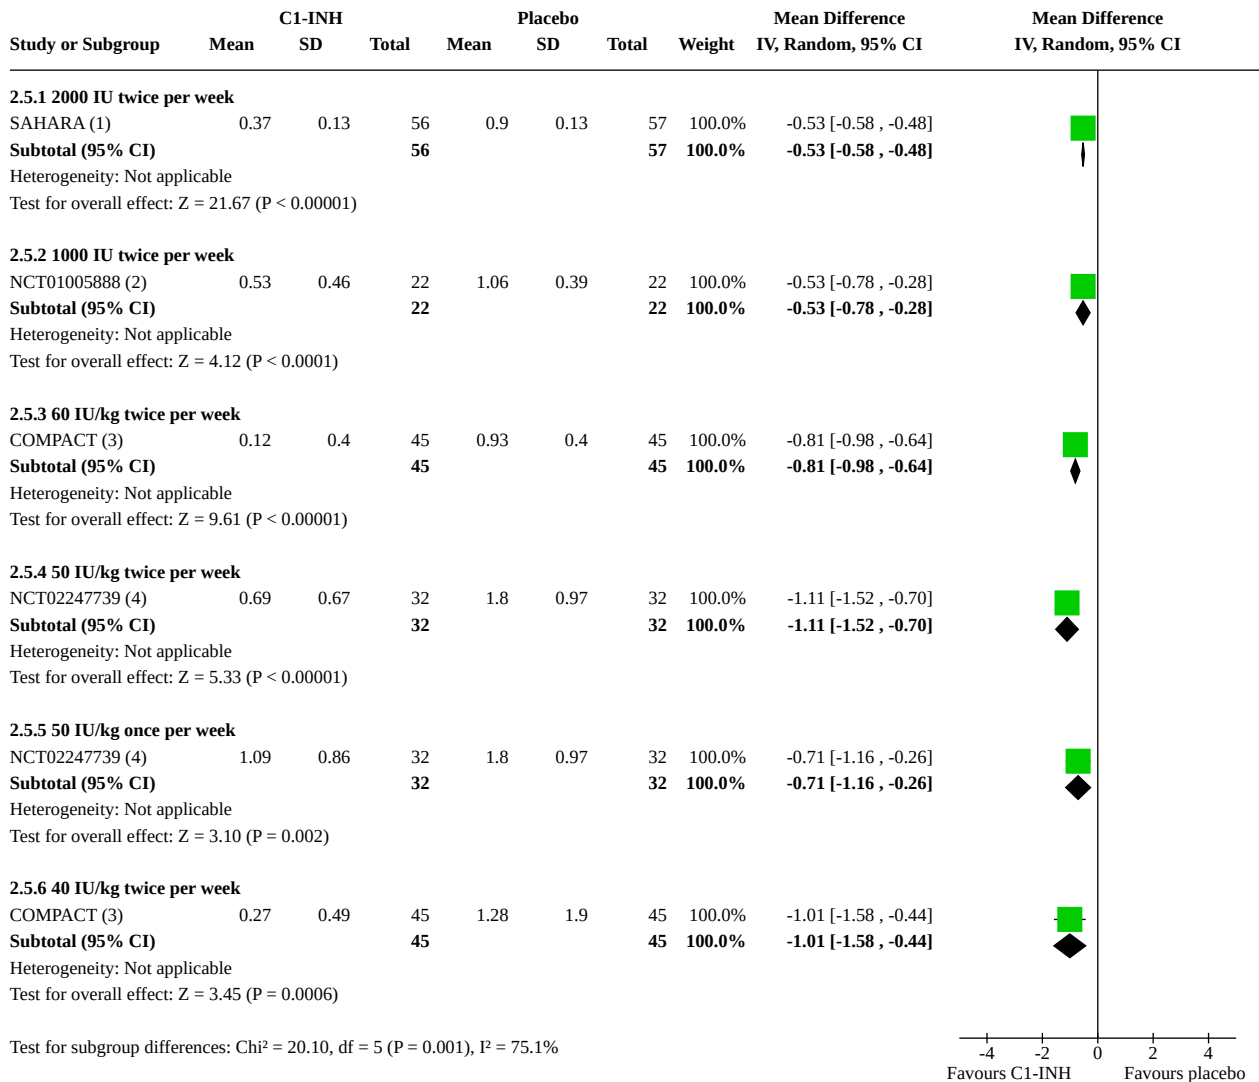 C1-INH Placebo Mean Difference Mean Difference
Study or Subgroup Mean SD Total Mean SD Total Weight IV, Random, 95% CI IV, Random, 95% CI
2.5.1 2000 IU twice per week
SAHARA (1) 0.37 0.13 56 0.9 0.13 57 100.0% -0.53 [-0.58 , -0.48]
Subtotal (95% CI) 56 57 100.0% -0.53 [-0.58 , -0.48]
Heterogeneity: Not applicable
Test for overall effect: Z = 21.67 (P < 0.00001)
2.5.2 1000 IU twice per week
NCT01005888 (2) 0.53 0.46 22 1.06 0.39 22 100.0% -0.53 [-0.78 , -0.28]
Subtotal (95% CI) 22 22 100.0% -0.53 [-0.78 , -0.28]
Heterogeneity: Not applicable
Test for overall effect: Z = 4.12 (P < 0.0001)
2.5.3 60 IU/kg twice per week
COMPACT (3) 0.12 0.4 45 0.93 0.4 45 100.0% -0.81 [-0.98 , -0.64]
Subtotal (95% CI) 45 45 100.0% -0.81 [-0.98 , -0.64]
Heterogeneity: Not applicable
Test for overall effect: Z = 9.61 (P < 0.00001)
2.5.4 50 IU/kg twice per week
NCT02247739 (4) 0.69 0.67 32 1.8 0.97 32 100.0% -1.11 [-1.52 , -0.70]
Subtotal (95% CI) 32 32 100.0% -1.11 [-1.52 , -0.70]
Heterogeneity: Not applicable
Test for overall effect: Z = 5.33 (P < 0.00001)
2.5.5 50 IU/kg once per week
NCT02247739 (4) 1.09 0.86 32 1.8 0.97 32 100.0% -0.71 [-1.16 , -0.26]
Subtotal (95% CI) 32 32 100.0% -0.71 [-1.16 , -0.26]
Heterogeneity: Not applicable
Test for overall effect: Z = 3.10 (P = 0.002)
2.5.6 40 IU/kg twice per week
COMPACT (3) 0.27 0.49 45 1.28 1.9 45 100.0% -1.01 [-1.58 , -0.44]
Subtotal (95% CI) 45 45 100.0% -1.01 [-1.58 , -0.44]
Heterogeneity: Not applicable
Test for overall effect: Z = 3.45 (P = 0.0006)
Test for subgroup differences: Chi² = 20.10, df = 5 (P = 0.001), I² = 75.1%
-4 -2 0 2 4
Favours C1-INH Favours placebo